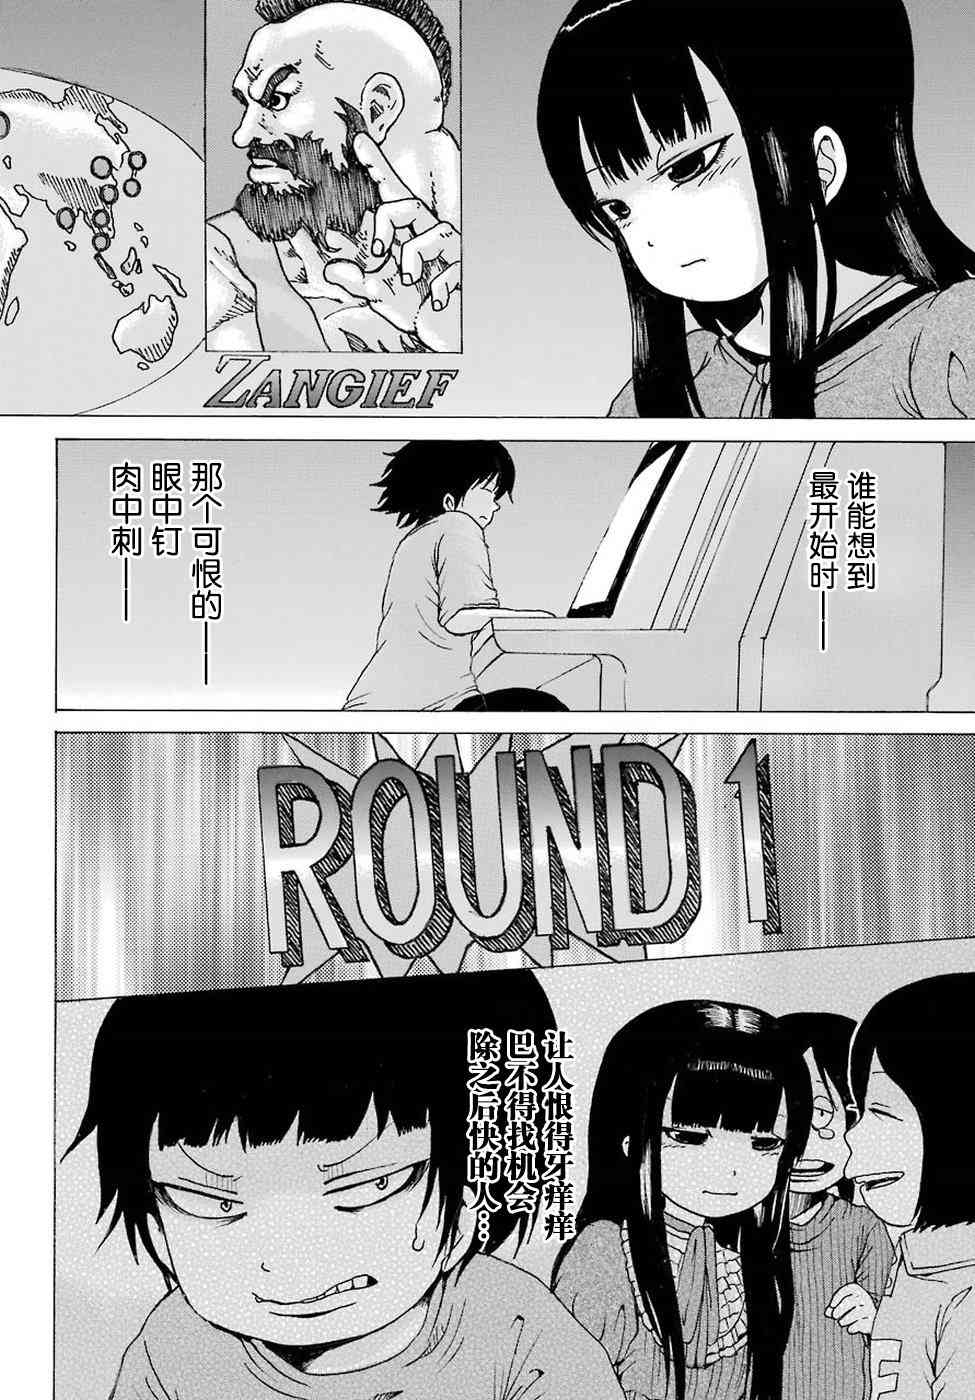 ZANGIEF
谁能想到
最开始时——
那个可恨的——
眼中钉
肉中刺——
ROUND 1
让人恨得牙痒痒
巴不得找机会
除之后快的人…
E